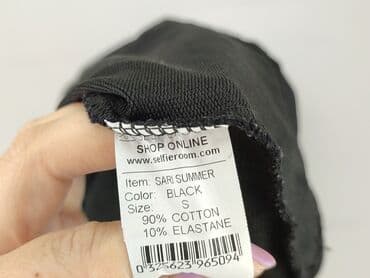 SHOP ONLINE
www.selfieroom.com
Item: SARI SUMMER
Color: BLACK
Size: S
90% COTTON
10% ELASTANE
0 325623 965094